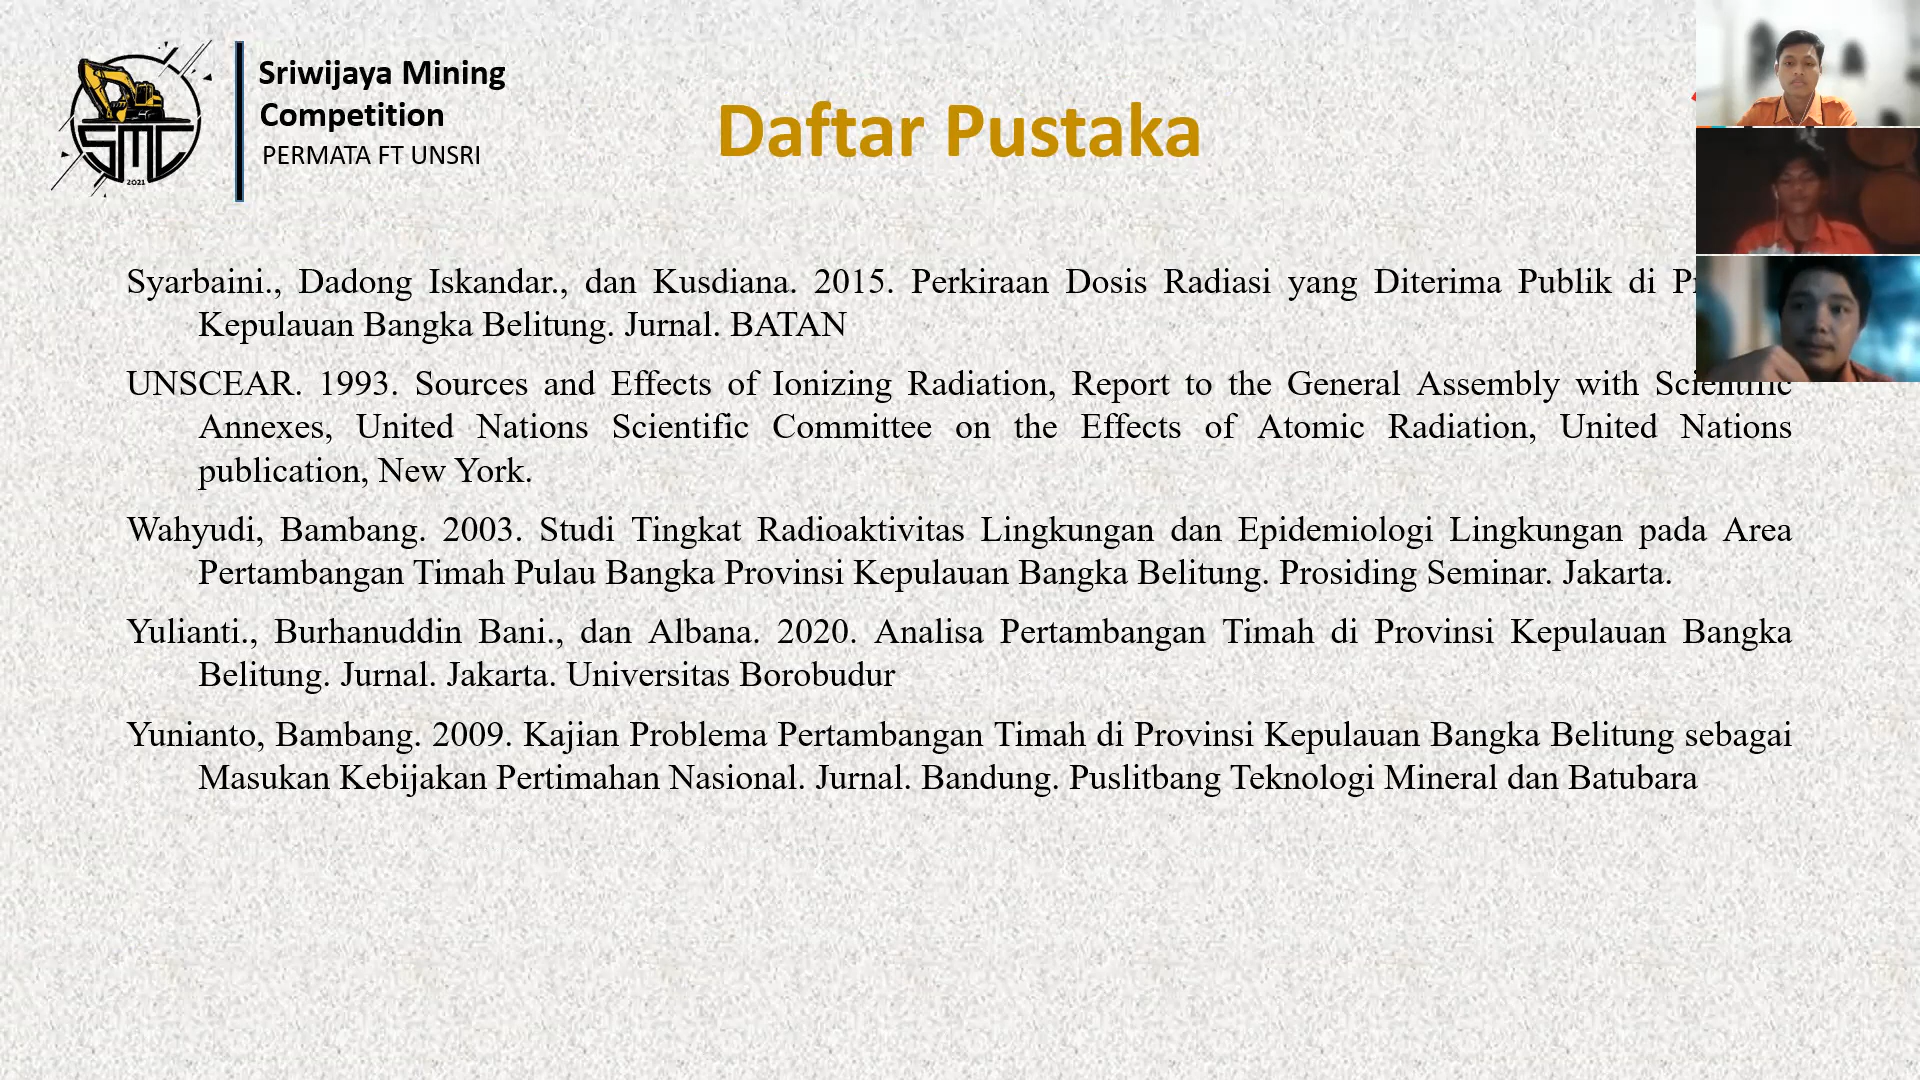 Sriwijaya Mining
Competition
PERMATA FT UNSRI
SMC
2021
Daftar Pustaka
Syarbaini., Dadong Iskandar., dan Kusdiana. 2015. Perkiraan Dosis Radiasi yang Diterima Publik di
Kepulauan Bangka Belitung. Jurnal. BATAN
UNSCEAR. 1993. Sources and Effects of Ionizing Radiation, Report to the General Assembly with Scientific
Annexes, United Nations Scientific Committee on the Effects of Atomic Radiation, United Nations
publication, New York.
Wahyudi, Bambang. 2003. Studi Tingkat Radioaktivitas Lingkungan dan Epidemiologi Lingkungan pada Area
Pertambangan Timah Pulau Bangka Provinsi Kepulauan Bangka Belitung. Prosiding Seminar. Jakarta.
Yulianti., Burhanuddin Bani., dan Albana. 2020. Analisa Pertambangan Timah di Provinsi Kepulauan Bangka
Belitung. Jurnal. Jakarta. Universitas Borobudur
Yunianto, Bambang. 2009. Kajian Problema Pertambangan Timah di Provinsi Kepulauan Bangka Belitung sebagai
Masukan Kebijakan Pertimahan Nasional. Jurnal. Bandung. Puslitbang Teknologi Mineral dan Batubara